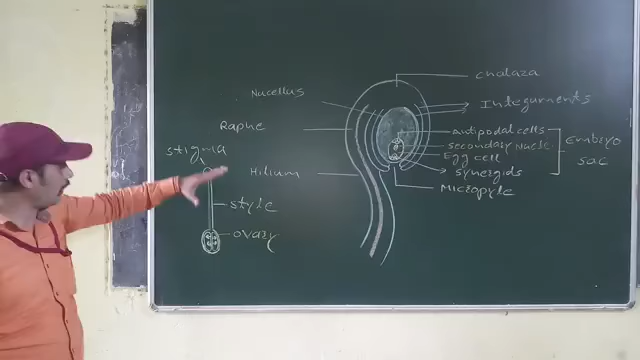 Nucellus
Raphe
stigma
Hilium
style
ovary
chalaza
Integuments
antipodal cells
secondary nuclei
Egg cell
synergids
Micropyle
Embryo
sac